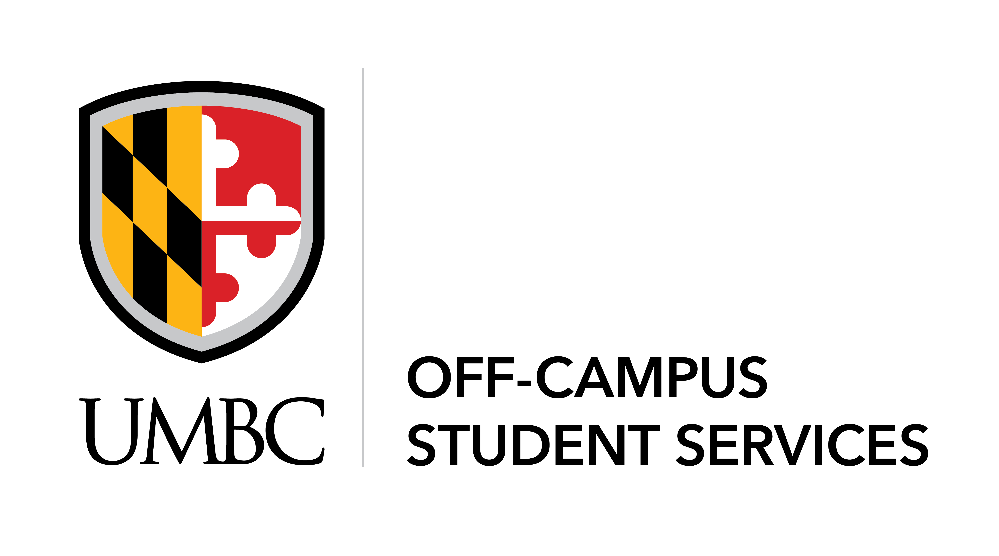 UMBC
OFF-CAMPUS
STUDENT SERVICES